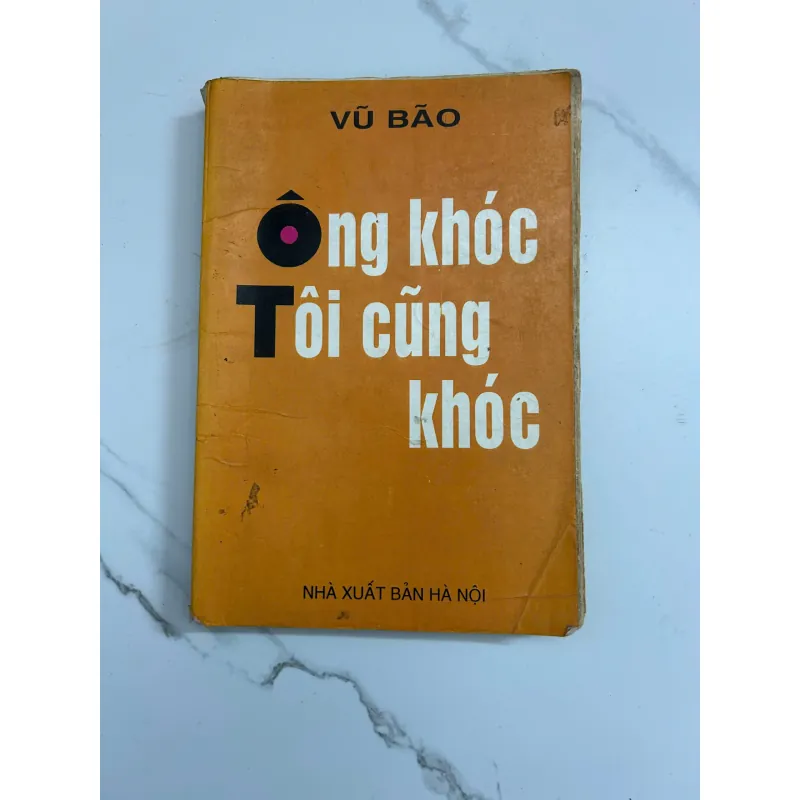 VŨ BÃO
Ông khóc
Tôi cũng
khóc
NHÀ XUẤT BẢN HÀ NỘI